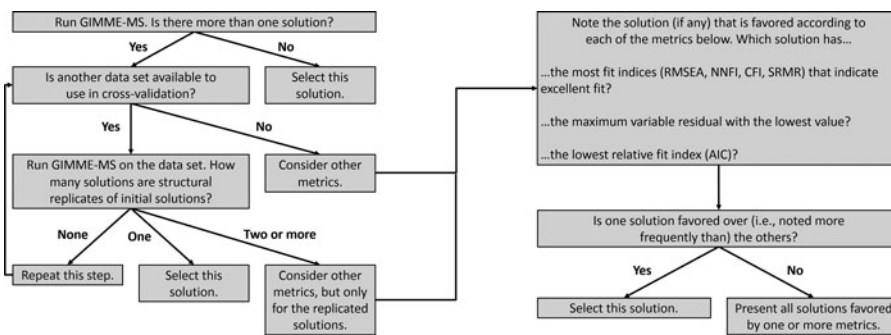 Run GIMME-MS. Is there more than one solution?
Yes
No
Is another data set available to
use in cross-validation?
Select this
solution.
Yes
No
Run GIMME-MS on the data set. How
many solutions are structural
replicates of initial solutions?
Consider other
metrics.
None
One
Two or more
Repeat this step.
Select this
solution.
Consider other
metrics, but only
for the replicated
solutions.
Note the solution (if any) that is favored according to
each of the metrics below. Which solution has…
…the most fit indices (RMSEA, NNFI, CFI, SRMR) that indicate
excellent fit?
…the maximum variable residual with the lowest value?
…the lowest relative fit index (AIC)?
Is one solution favored over (i.e., noted more
frequently than) the others?
Yes
No
Select this solution.
Present all solutions favored
by one or more metrics.